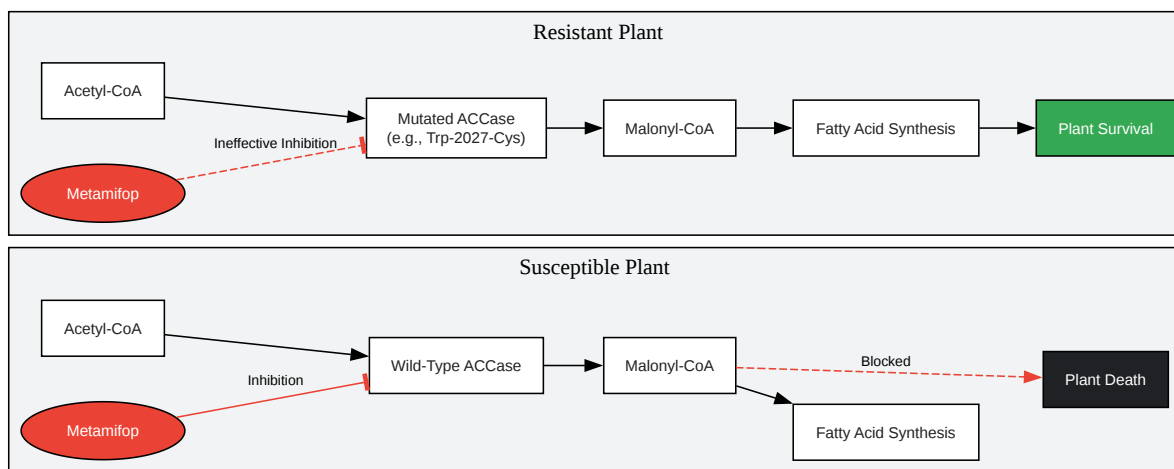 Resistant Plant
Acetyl-CoA
Ineffective Inhibition
Metamifop
Mutated ACCase
(e.g., Trp-2027-Cys)
Malonyl-CoA
Fatty Acid Synthesis
Plant Survival
Susceptible Plant
Acetyl-CoA
Inhibition
Metamifop
Wild-Type ACCase
Malonyl-CoA
Blocked
Fatty Acid Synthesis
Plant Death